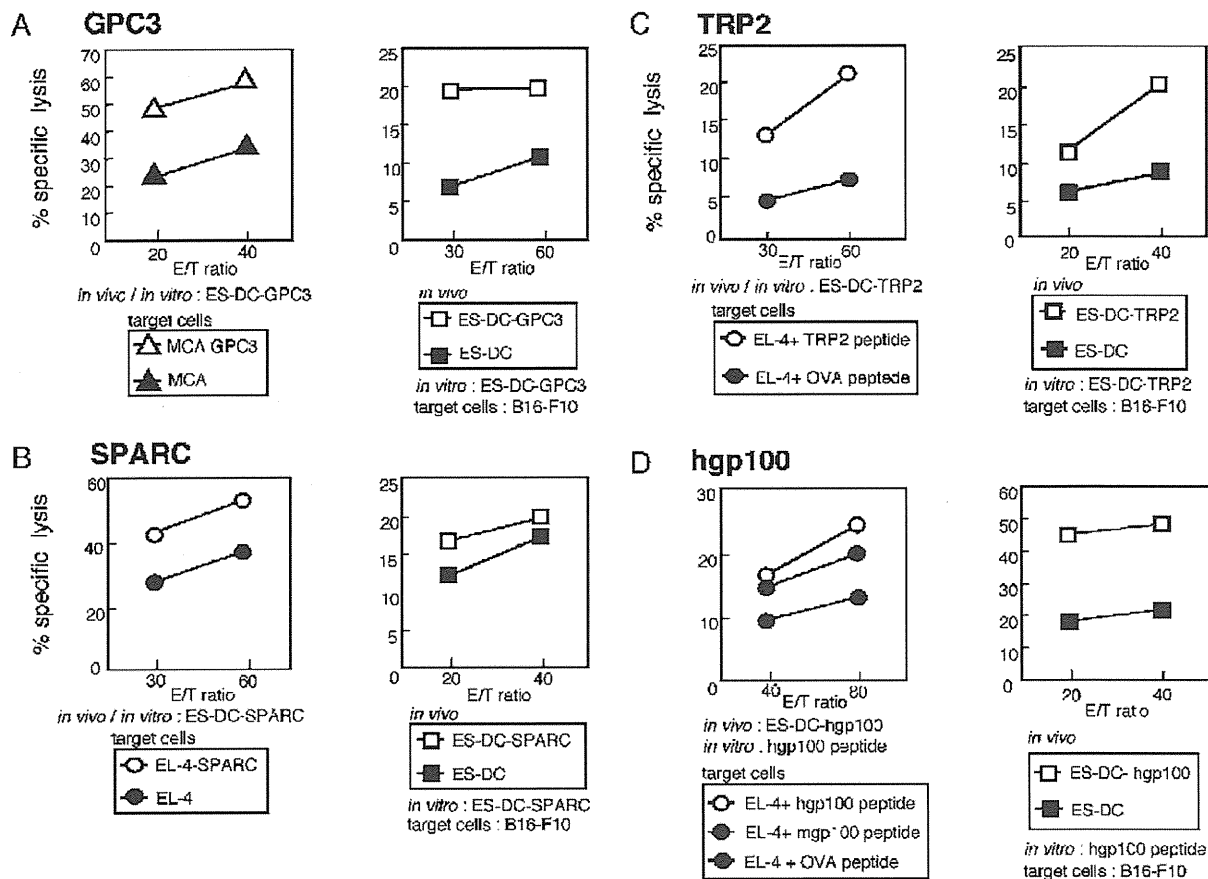 A GPC3
% specific lysis
70
60
50
40
30
20
10
0
20 40
E/T ratio
in vivc / in vitro : ES-DC-GPC3
target cells
MCA GPC3
MCA
25
20
15
10
5
0
30 60
E/T ratio
in vivo
ES-DC-GPC3
ES-DC
in vitro : ES-DC-GPC3
target cells : B16-F10
B SPARC
% specific lysis
60
40
20
0
30 60
E/T ratio
in vivo / in vitro : ES-DC-SPARC
target cells
EL-4-SPARC
EL-4
25
20
15
10
5
0
20 40
E/T ratio
in vivo
ES-DC-SPARC
ES-DC
in vitro : ES-DC-SPARC
target cells : B16-F10
C TRP2
% specific lysis
25
20
15
10
5
0
30 60
E/T ratio
in vivo / in vitro . ES-DC-TRP2
target cells
EL-4+ TRP2 peptide
EL-4+ OVA peptede
25
20
15
10
5
0
20 40
E/T ratio
in vivo
ES-DC-TRP2
ES-DC
in vitro : ES-DC-TRP2
target cells : B16-F10
D hgp100
30
20
10
0
40 80
E/T ratio
in vivo : ES-DC-hgp100
in vitro . hgp100 peptide
target cells
EL-4+ hgp100 peptide
EL-4+ mgp100 peptide
EL-4 + OVA peptide
60
50
40
30
20
10
0
20 40
E/T ratio
in vivo
ES-DC- hgp100
ES-DC
in vitro : hgp100 peptide
target cells : B16-F10